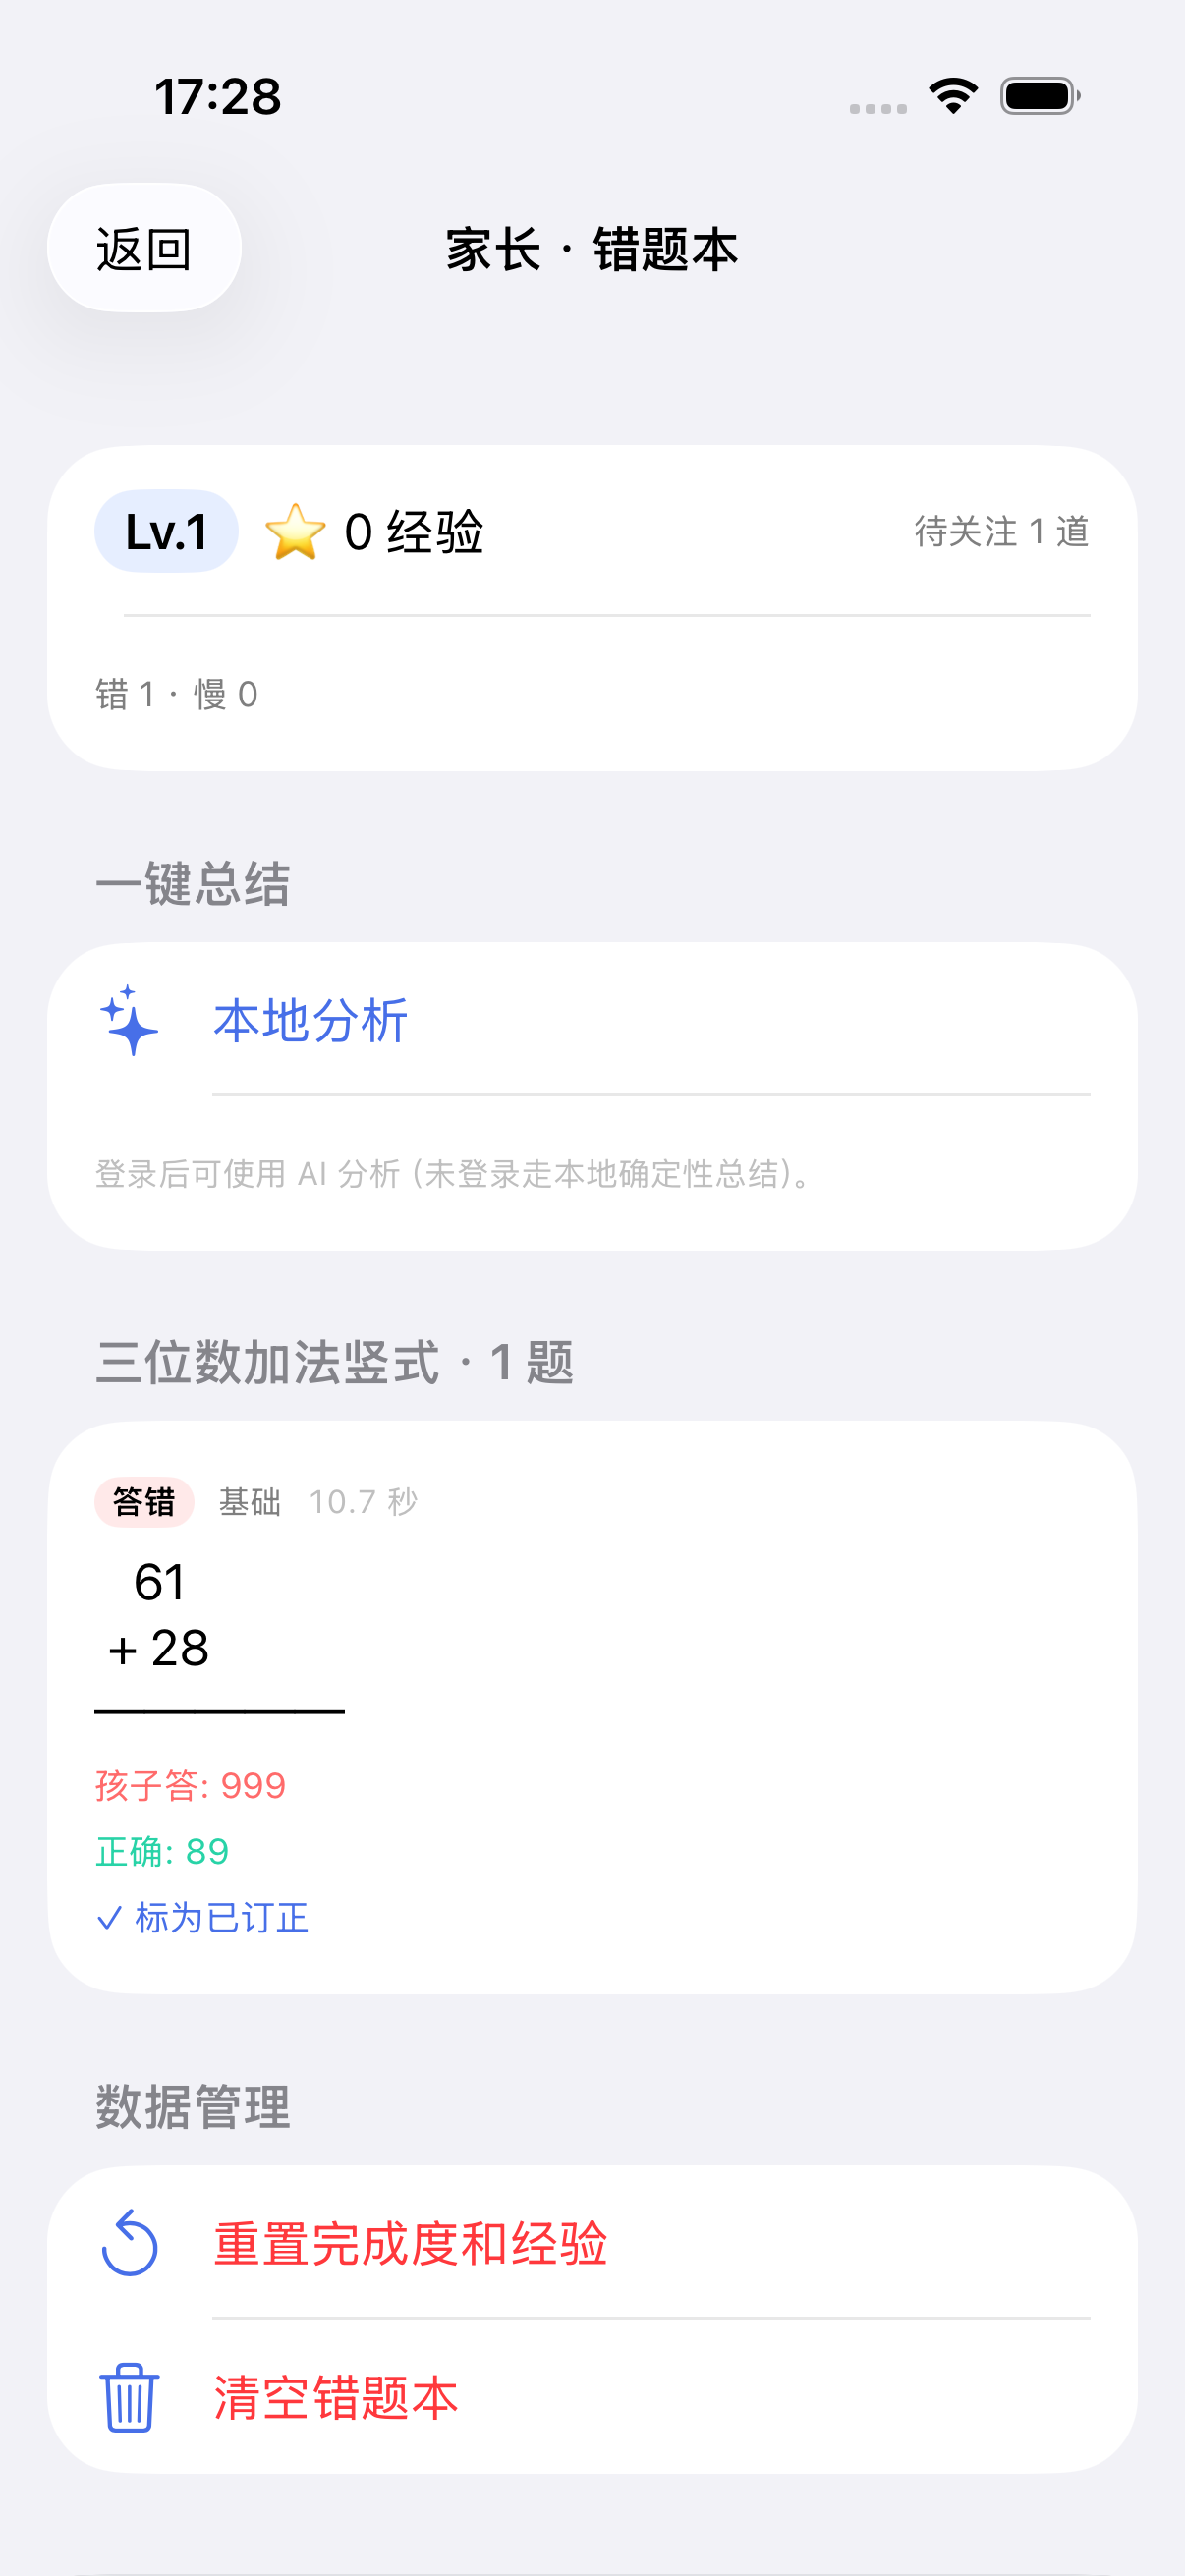 17:28
返回
家长 · 错题本
Lv.1 ⭐ 0 经验
待关注 1 道
错 1 · 慢 0
一键总结
本地分析
登录后可使用 AI 分析（未登录走本地确定性总结）。
三位数加法竖式 · 1 题
答错 基础 10.7 秒
61
+ 28
—————
孩子答: 999
正确: 89
✓ 标为已订正
数据管理
重置完成度和经验
清空错题本